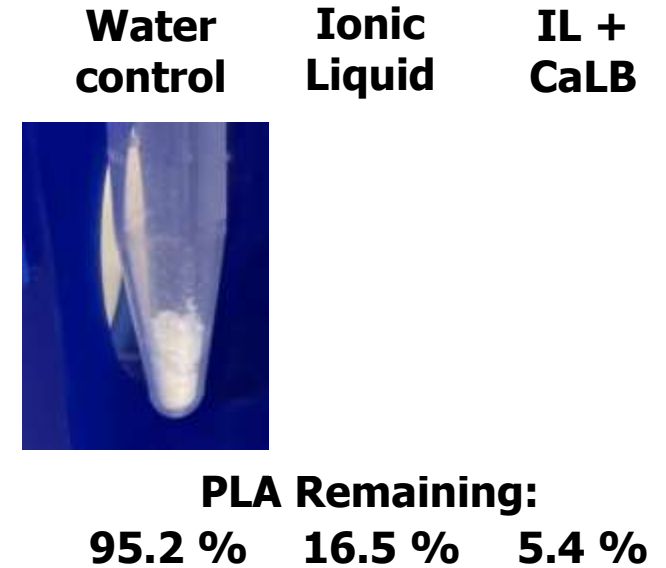 Water control
Ionic Liquid
IL + CaLB
PLA Remaining:
95.2 % 16.5 % 5.4 %